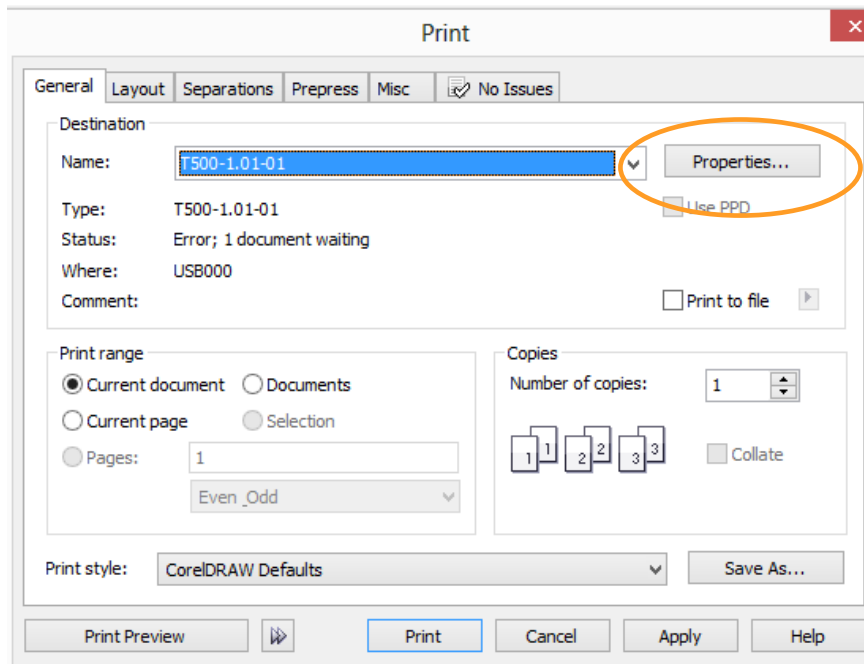 Print
General Layout Separations Prepress Misc No Issues
Destination
Name: T500-1.01-01 Properties...
Type: T500-1.01-01 Use PPD
Status: Error; 1 document waiting
Where: USB000
Comment: Print to file
Print range
Current document Documents
Current page Selection
Pages: 1
Even_Odd
Copies
Number of copies: 1
1 1 2 2 3 3
Collate
Print style: CorelDRAW Defaults Save As...
Print Preview Print Cancel Apply Help